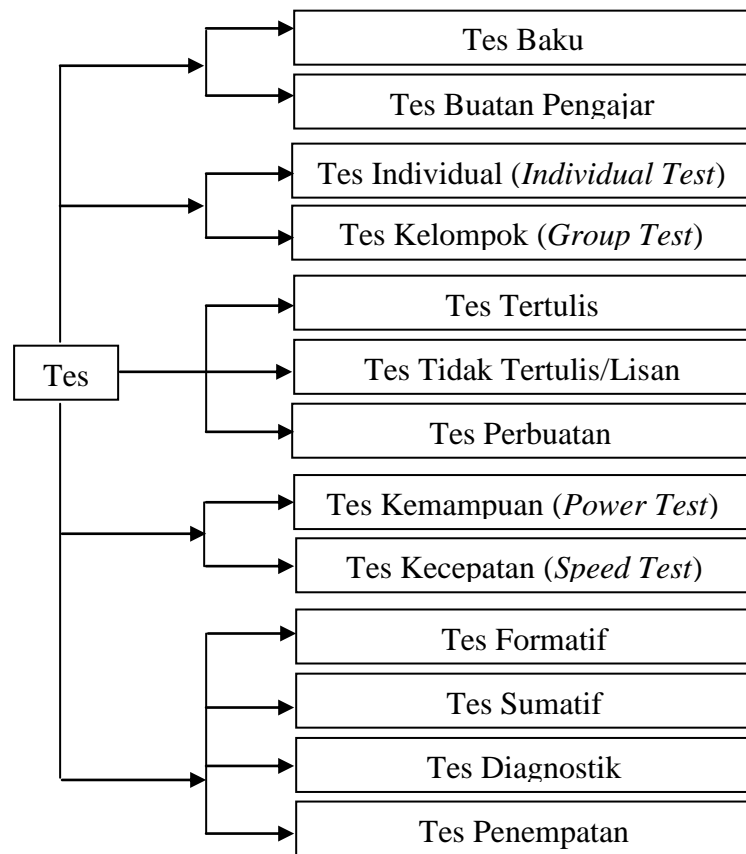 Tes Baku
Tes Buatan Pengajar
Tes Individual (Individual Test)
Tes Kelompok (Group Test)
Tes Tertulis
Tes
Tes Tidak Tertulis/Lisan
Tes Perbuatan
Tes Kemampuan (Power Test)
Tes Kecepatan (Speed Test)
Tes Formatif
Tes Sumatif
Tes Diagnostik
Tes Penempatan